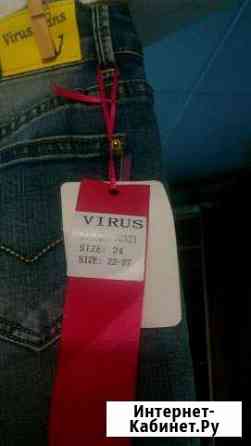 Virus Jeans
VIRUS
SIZE: 24
SIZE: 22-27
Интернет-
Кабинет.Ру